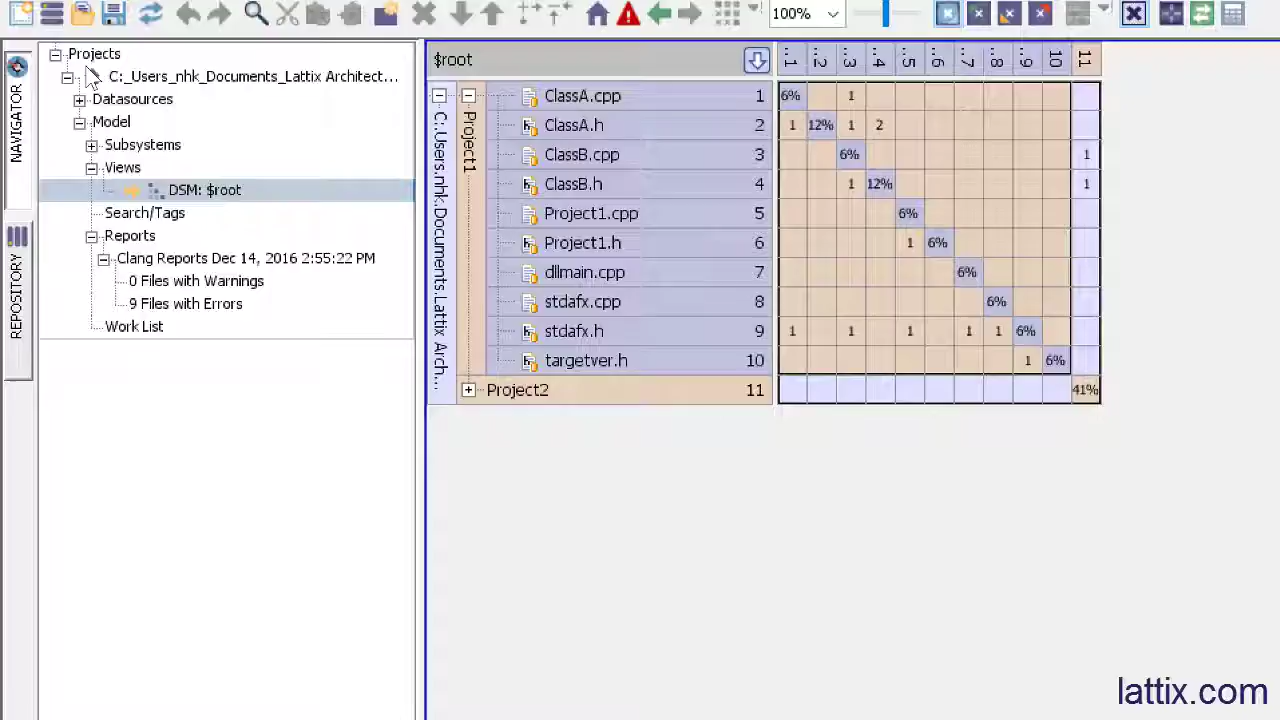 100%
NAVIGATOR
REPOSITORY
Projects
C:_Users_nhk_Documents_Lattix Architect...
Datasources
Model
Subsystems
Views
DSM: $root
Search/Tags
Reports
Clang Reports Dec 14, 2016 2:55:22 PM
0 Files with Warnings
9 Files with Errors
Work List
$root
..1 ..2 ..3 ..4 ..5 ..6 ..7 ..8 ..9 10 11
C:.Users.nhk.Documents.Lattix Arch...
Project1
ClassA.cpp 1 6% 1
ClassA.h 2 1 12% 1 2
ClassB.cpp 3 6% 1
ClassB.h 4 1 12% 1
Project1.cpp 5 6%
Project1.h 6 1 6%
dllmain.cpp 7 6%
stdafx.cpp 8 6%
stdafx.h 9 1 1 1 1 1 6%
targetver.h 10 1 6%
Project2 11 41%
lattix.com